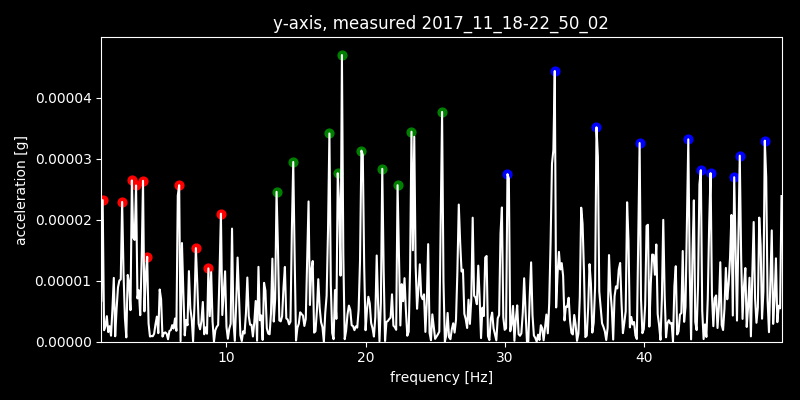 y-axis, measured 2017_11_18-22_50_02
acceleration [g]
0.00004
0.00003
0.00002
0.00001
0.00000
10 20 30 40
frequency [Hz]